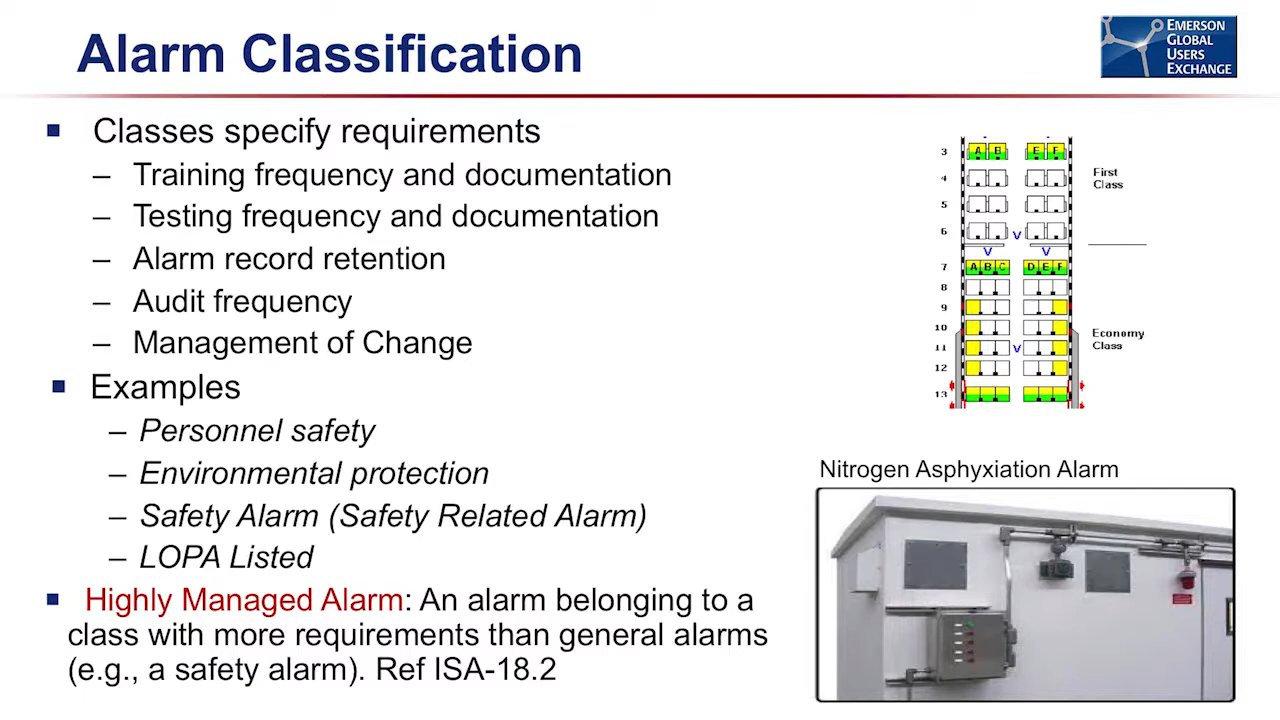 Alarm Classification
EMERSON
GLOBAL
USERS
EXCHANGE
▪ Classes specify requirements
– Training frequency and documentation
– Testing frequency and documentation
– Alarm record retention
– Audit frequency
– Management of Change
▪ Examples
– Personnel safety
– Environmental protection
– Safety Alarm (Safety Related Alarm)
– LOPA Listed
▪ Highly Managed Alarm: An alarm belonging to a
class with more requirements than general alarms
(e.g., a safety alarm). Ref ISA-18.2
3 A B E F
First
Class
4
5
6 V
V V
7 A B C D E F
8
9
10
Economy
Class
11 V
12
13
Nitrogen Asphyxiation Alarm